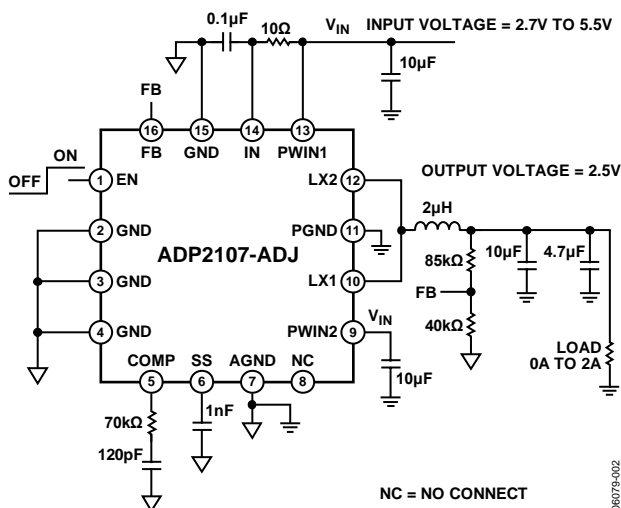 0.1μF
10Ω
VIN
INPUT VOLTAGE = 2.7V TO 5.5V
10μF
FB
16 15 14 13
FB GND IN PWIN1
ON
OFF
1 EN
LX2 12
OUTPUT VOLTAGE = 2.5V
2μH
2 GND
PGND 11
ADP2107-ADJ
85kΩ
10μF
4.7μF
FB
3 GND
LX1 10
40kΩ
VIN
4 GND
PWIN2 9
LOAD
0A TO 2A
COMP SS AGND NC
5 6 7 8
10μF
70kΩ
1nF
120pF
NC = NO CONNECT
06079-002